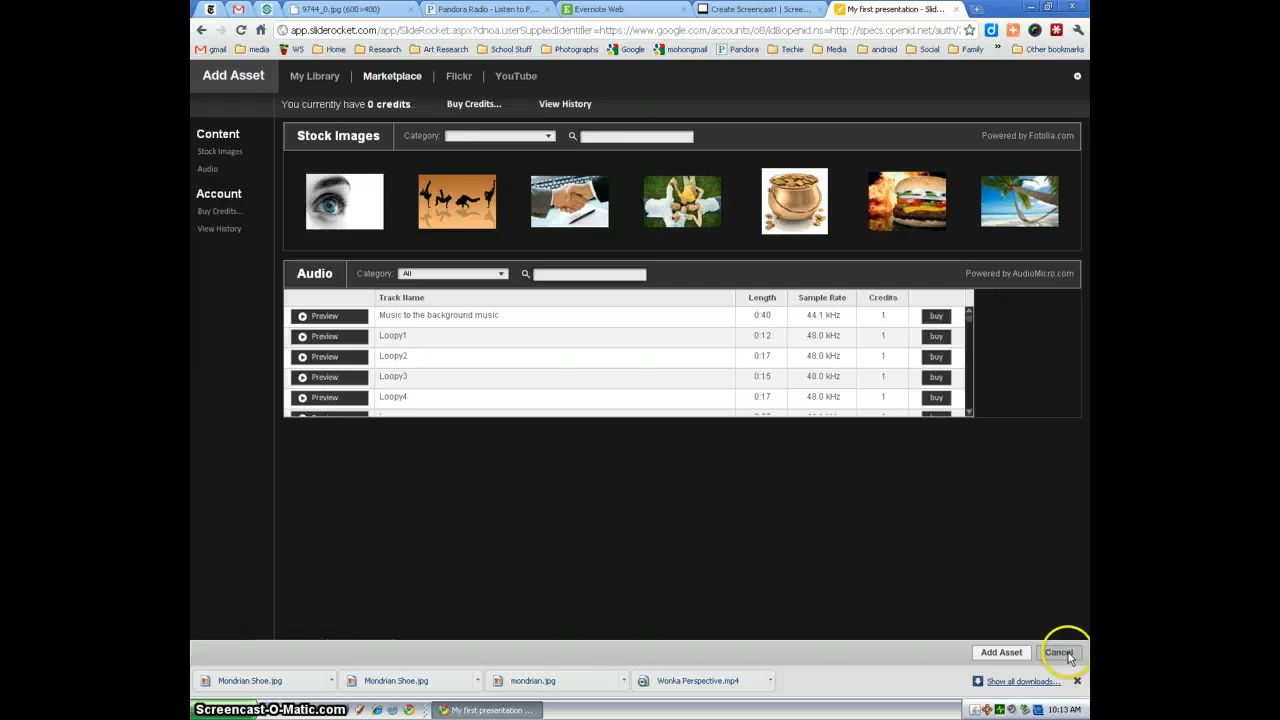 9744_0.jpg (600×400)
Pandora Radio - Listen to F...
Evernote Web
Create Screencast! | Scree...
My first presentation - Slid...
app.sliderocket.com/app/SlideRocket.aspx?dnoa.userSuppliedIdentifier=https://www.google.com/accounts/o8/id&openid.ns=http://specs.openid.net/auth/2
gmail
media
WS
Home
Research
Art Research
School Stuff
Photographs
Google
mohongmail
Pandora
Techie
Media
android
Social
Family
»
Other bookmarks
Add Asset
My Library
Marketplace
Flickr
YouTube
You currently have 0 credits.
Buy Credits...
View History
Content
Stock Images
Audio
Account
Buy Credits...
View History
Stock Images
Category:
Powered by Fotolia.com
Audio
Category:
All
Powered by AudioMicro.com
Track Name Length Sample Rate Credits
Preview Music to the background music 0:40 44.1 kHz 1 buy
Preview Loopy1 0:12 48.0 kHz 1 buy
Preview Loopy2 0:17 48.0 kHz 1 buy
Preview Loopy3 0:15 48.0 kHz 1 buy
Preview Loopy4 0:17 48.0 kHz 1 buy
Add Asset
Cancel
Mondrian Shoe.jpg
Mondrian Shoe.jpg
mondrian.jpg
Wonka Perspective.mp4
Show all downloads...
Screencast-O-Matic.com
My first presentation ...
10:13 AM